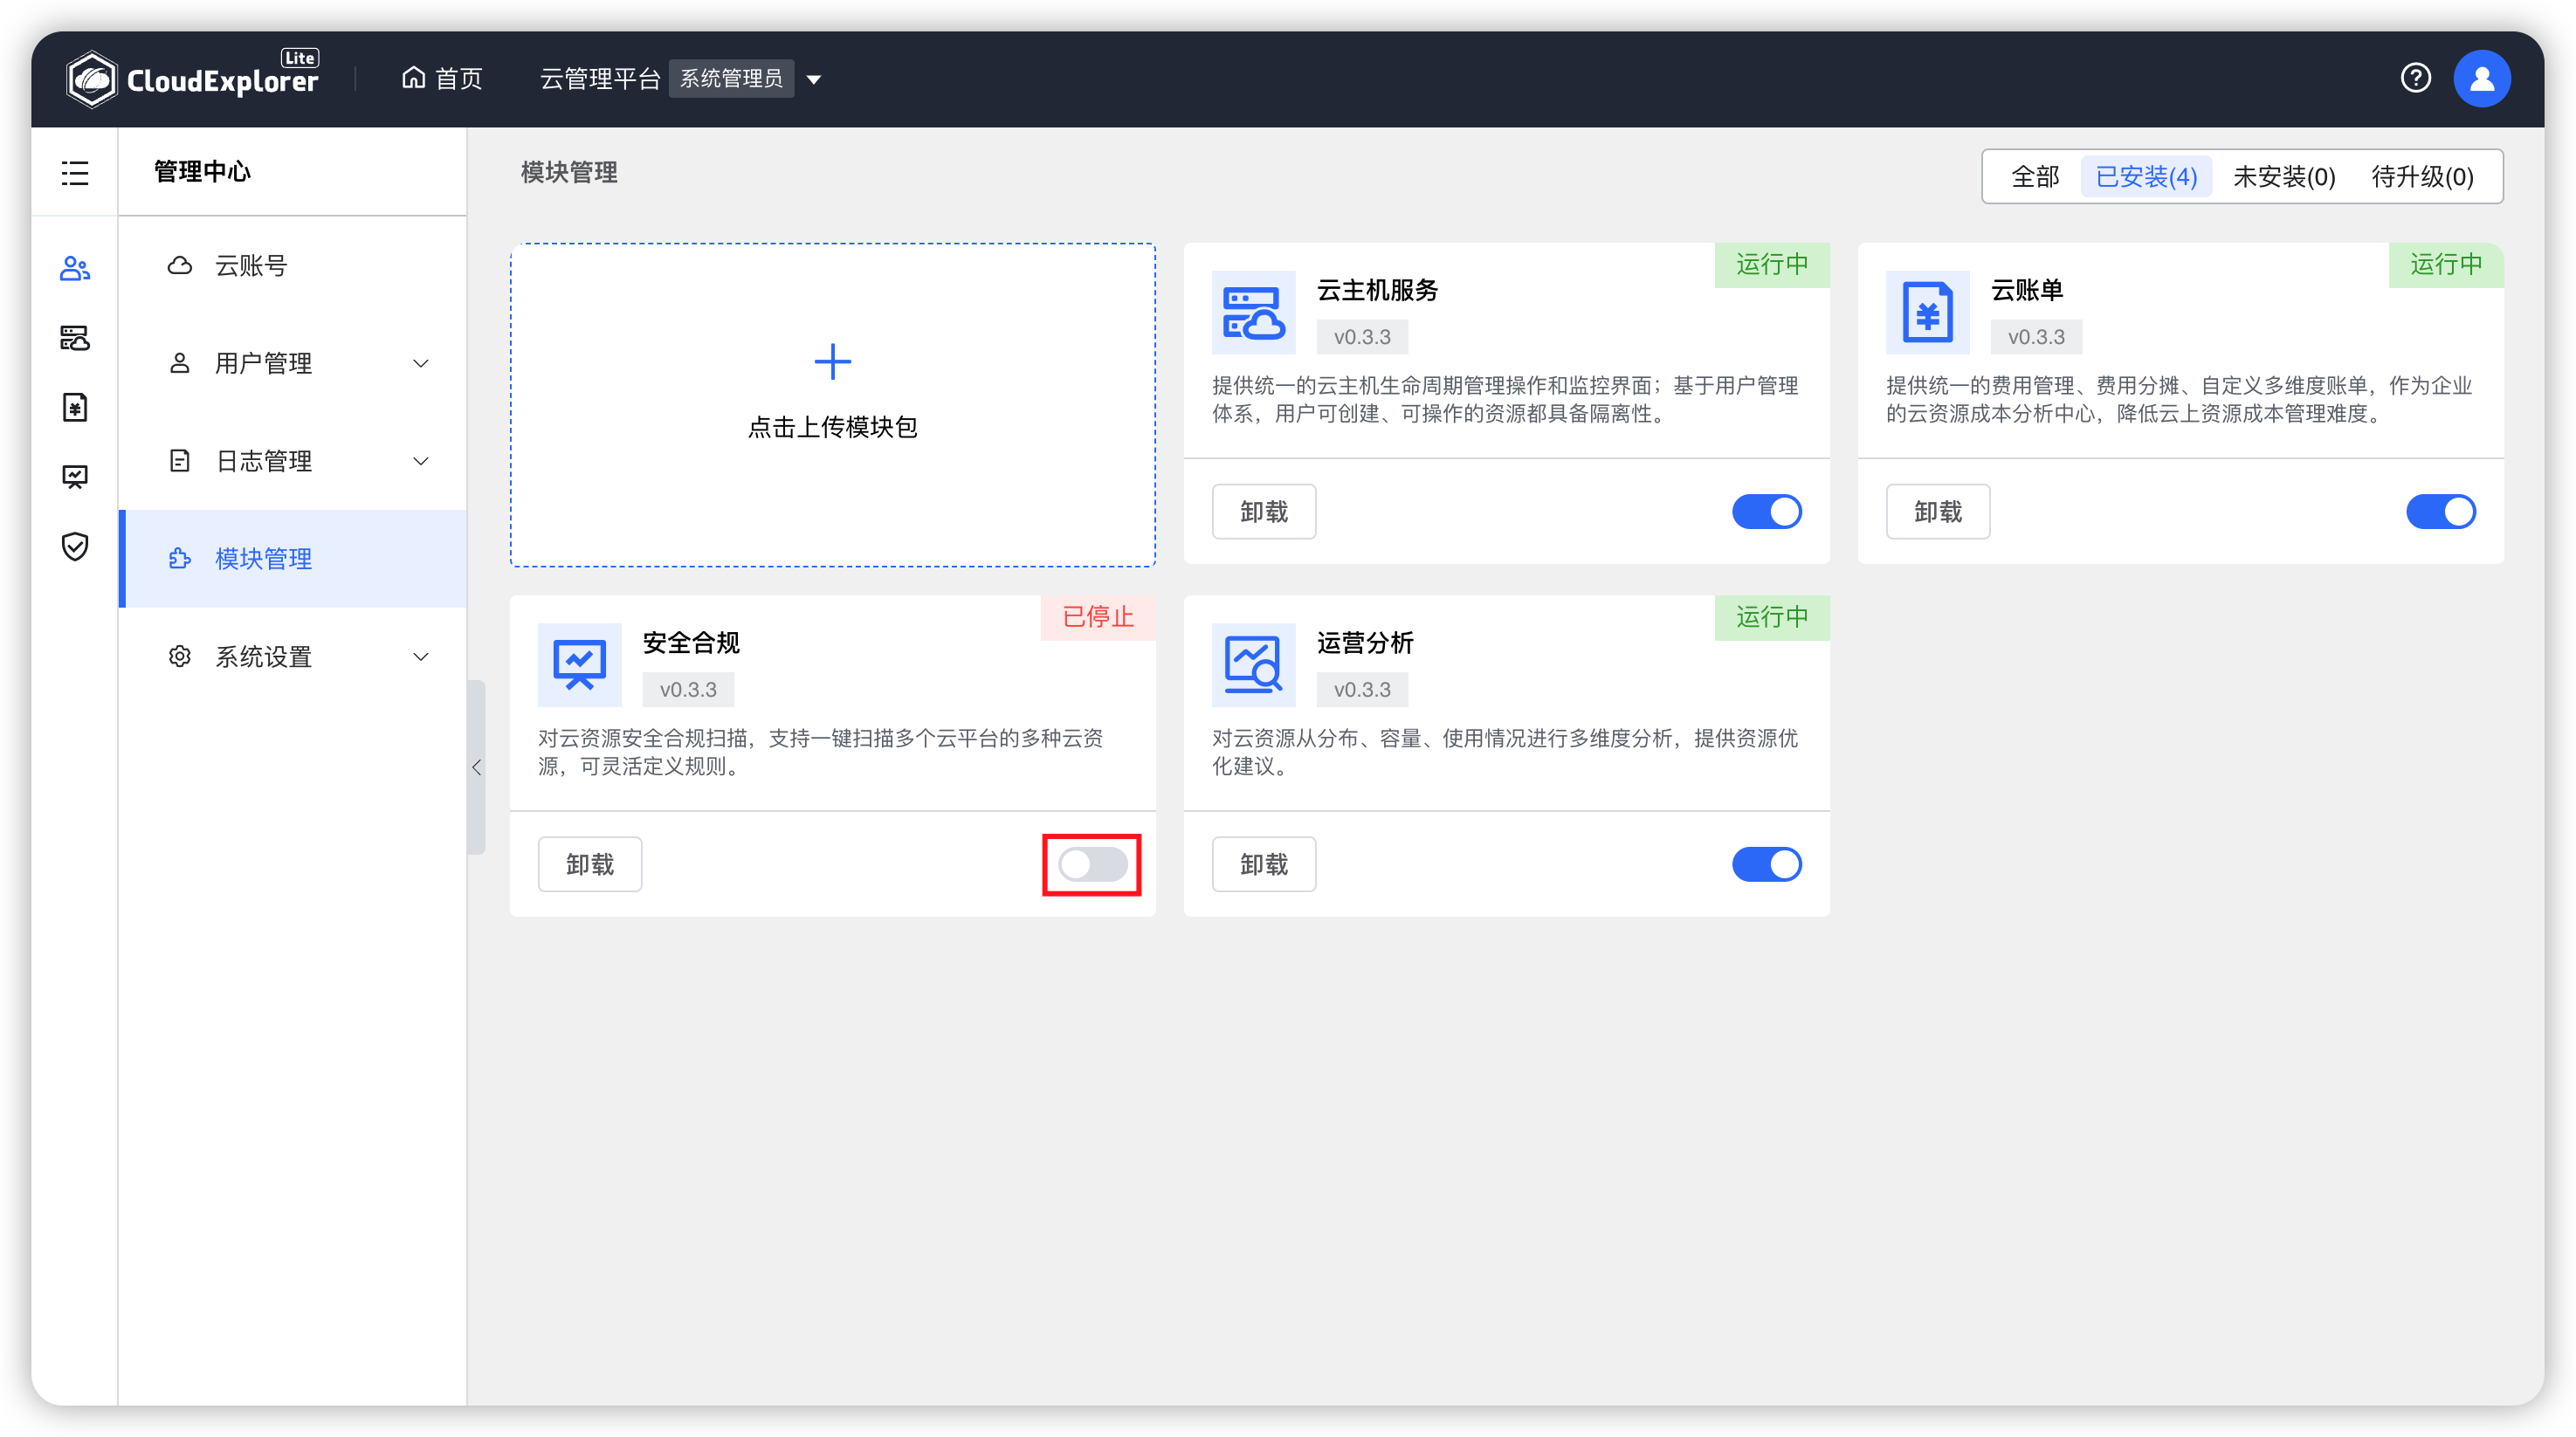 CloudExplorer Lite
首页
云管理平台 系统管理员
管理中心
云账号
用户管理
日志管理
模块管理
系统设置
模块管理
全部 已安装(4) 未安装(0) 待升级(0)
点击上传模块包
云主机服务
运行中
v0.3.3
提供统一的云主机生命周期管理操作和监控界面；基于用户管理
体系，用户可创建、可操作的资源都具备隔离性。
卸载
云账单
运行中
v0.3.3
提供统一的费用管理、费用分摊、自定义多维度账单，作为企业
的云资源成本分析中心，降低云上资源成本管理难度。
卸载
安全合规
已停止
v0.3.3
对云资源安全合规扫描，支持一键扫描多个云平台的多种云资
源，可灵活定义规则。
卸载
运营分析
运行中
v0.3.3
对云资源从分布、容量、使用情况进行多维度分析，提供资源优
化建议。
卸载